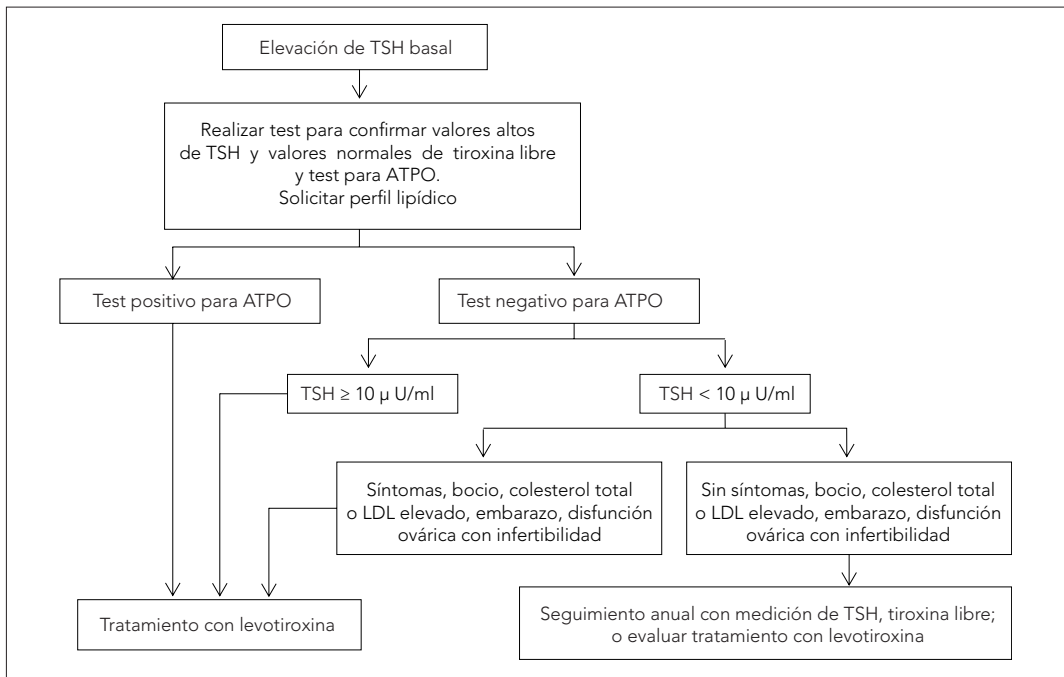 Elevación de TSH basal
Realizar test para confirmar valores altos
de TSH y valores normales de tiroxina libre
y test para ATPO.
Solicitar perfil lipídico
Test positivo para ATPO
Test negativo para ATPO
TSH ≥ 10 µ U/ml
TSH < 10 µ U/ml
Síntomas, bocio, colesterol total
o LDL elevado, embarazo, disfunción
ovárica con infertibilidad
Sin síntomas, bocio, colesterol total
o LDL elevado, embarazo, disfunción
ovárica con infertibilidad
Tratamiento con levotiroxina
Seguimiento anual con medición de TSH, tiroxina libre;
o evaluar tratamiento con levotiroxina